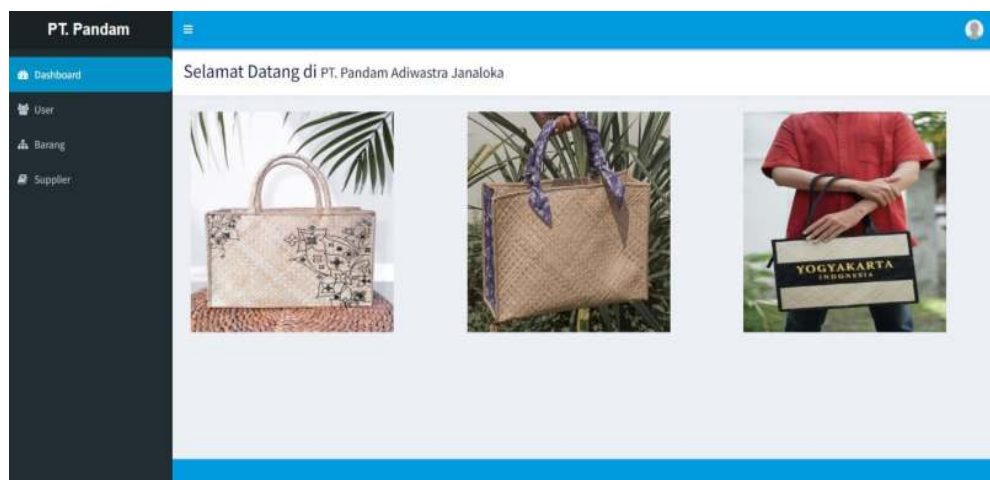 PT. Pandam
Dashboard
User
Barang
Supplier
Selamat Datang di PT. Pandam Adiwastra Janaloka
YOGYAKARTA
INDONESIA